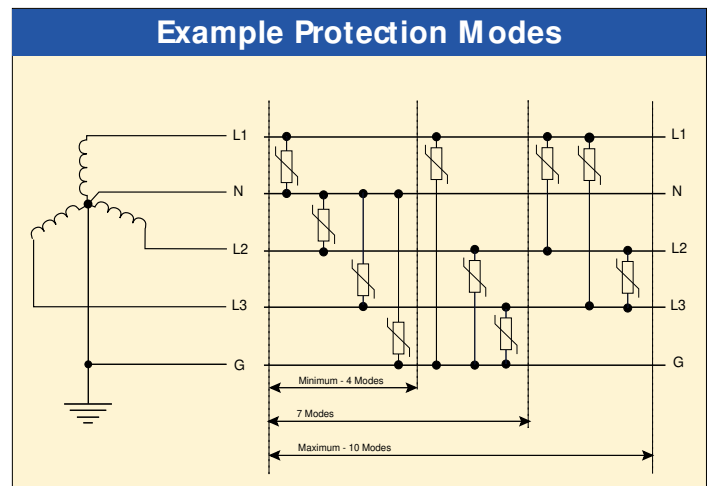 Example Protection Modes
L1 L1
N N
L2 L2
L3 L3
G G
Minimum - 4 Modes
7 Modes
Maximum - 10 Modes